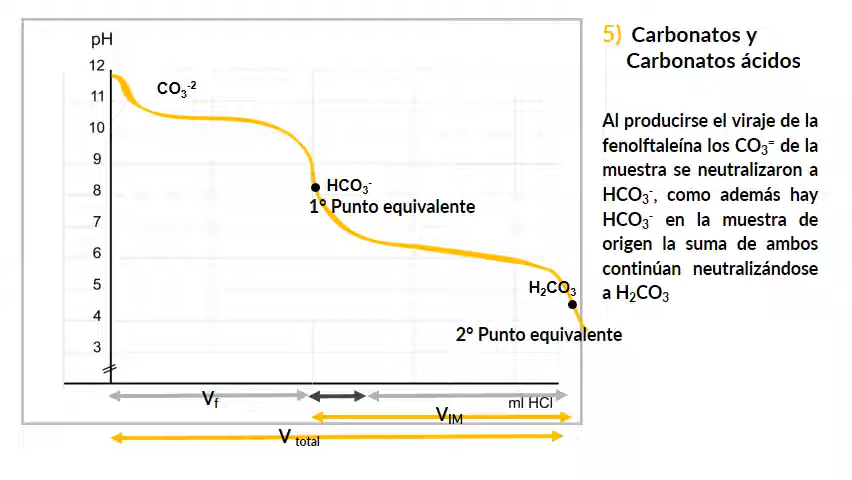 pH
12
11
10
9
8
7
6
5
4
3
CO₃⁻²
HCO₃⁻
1° Punto equivalente
H₂CO₃
2° Punto equivalente
Vf
ml HCl
VIM
V total
5) Carbonatos y
Carbonatos ácidos
Al producirse el viraje de la
fenolftaleína los CO₃⁼ de la
muestra se neutralizaron a
HCO₃⁻, como además hay
HCO₃⁻ en la muestra de
origen la suma de ambos
continúan neutralizándose
a H₂CO₃